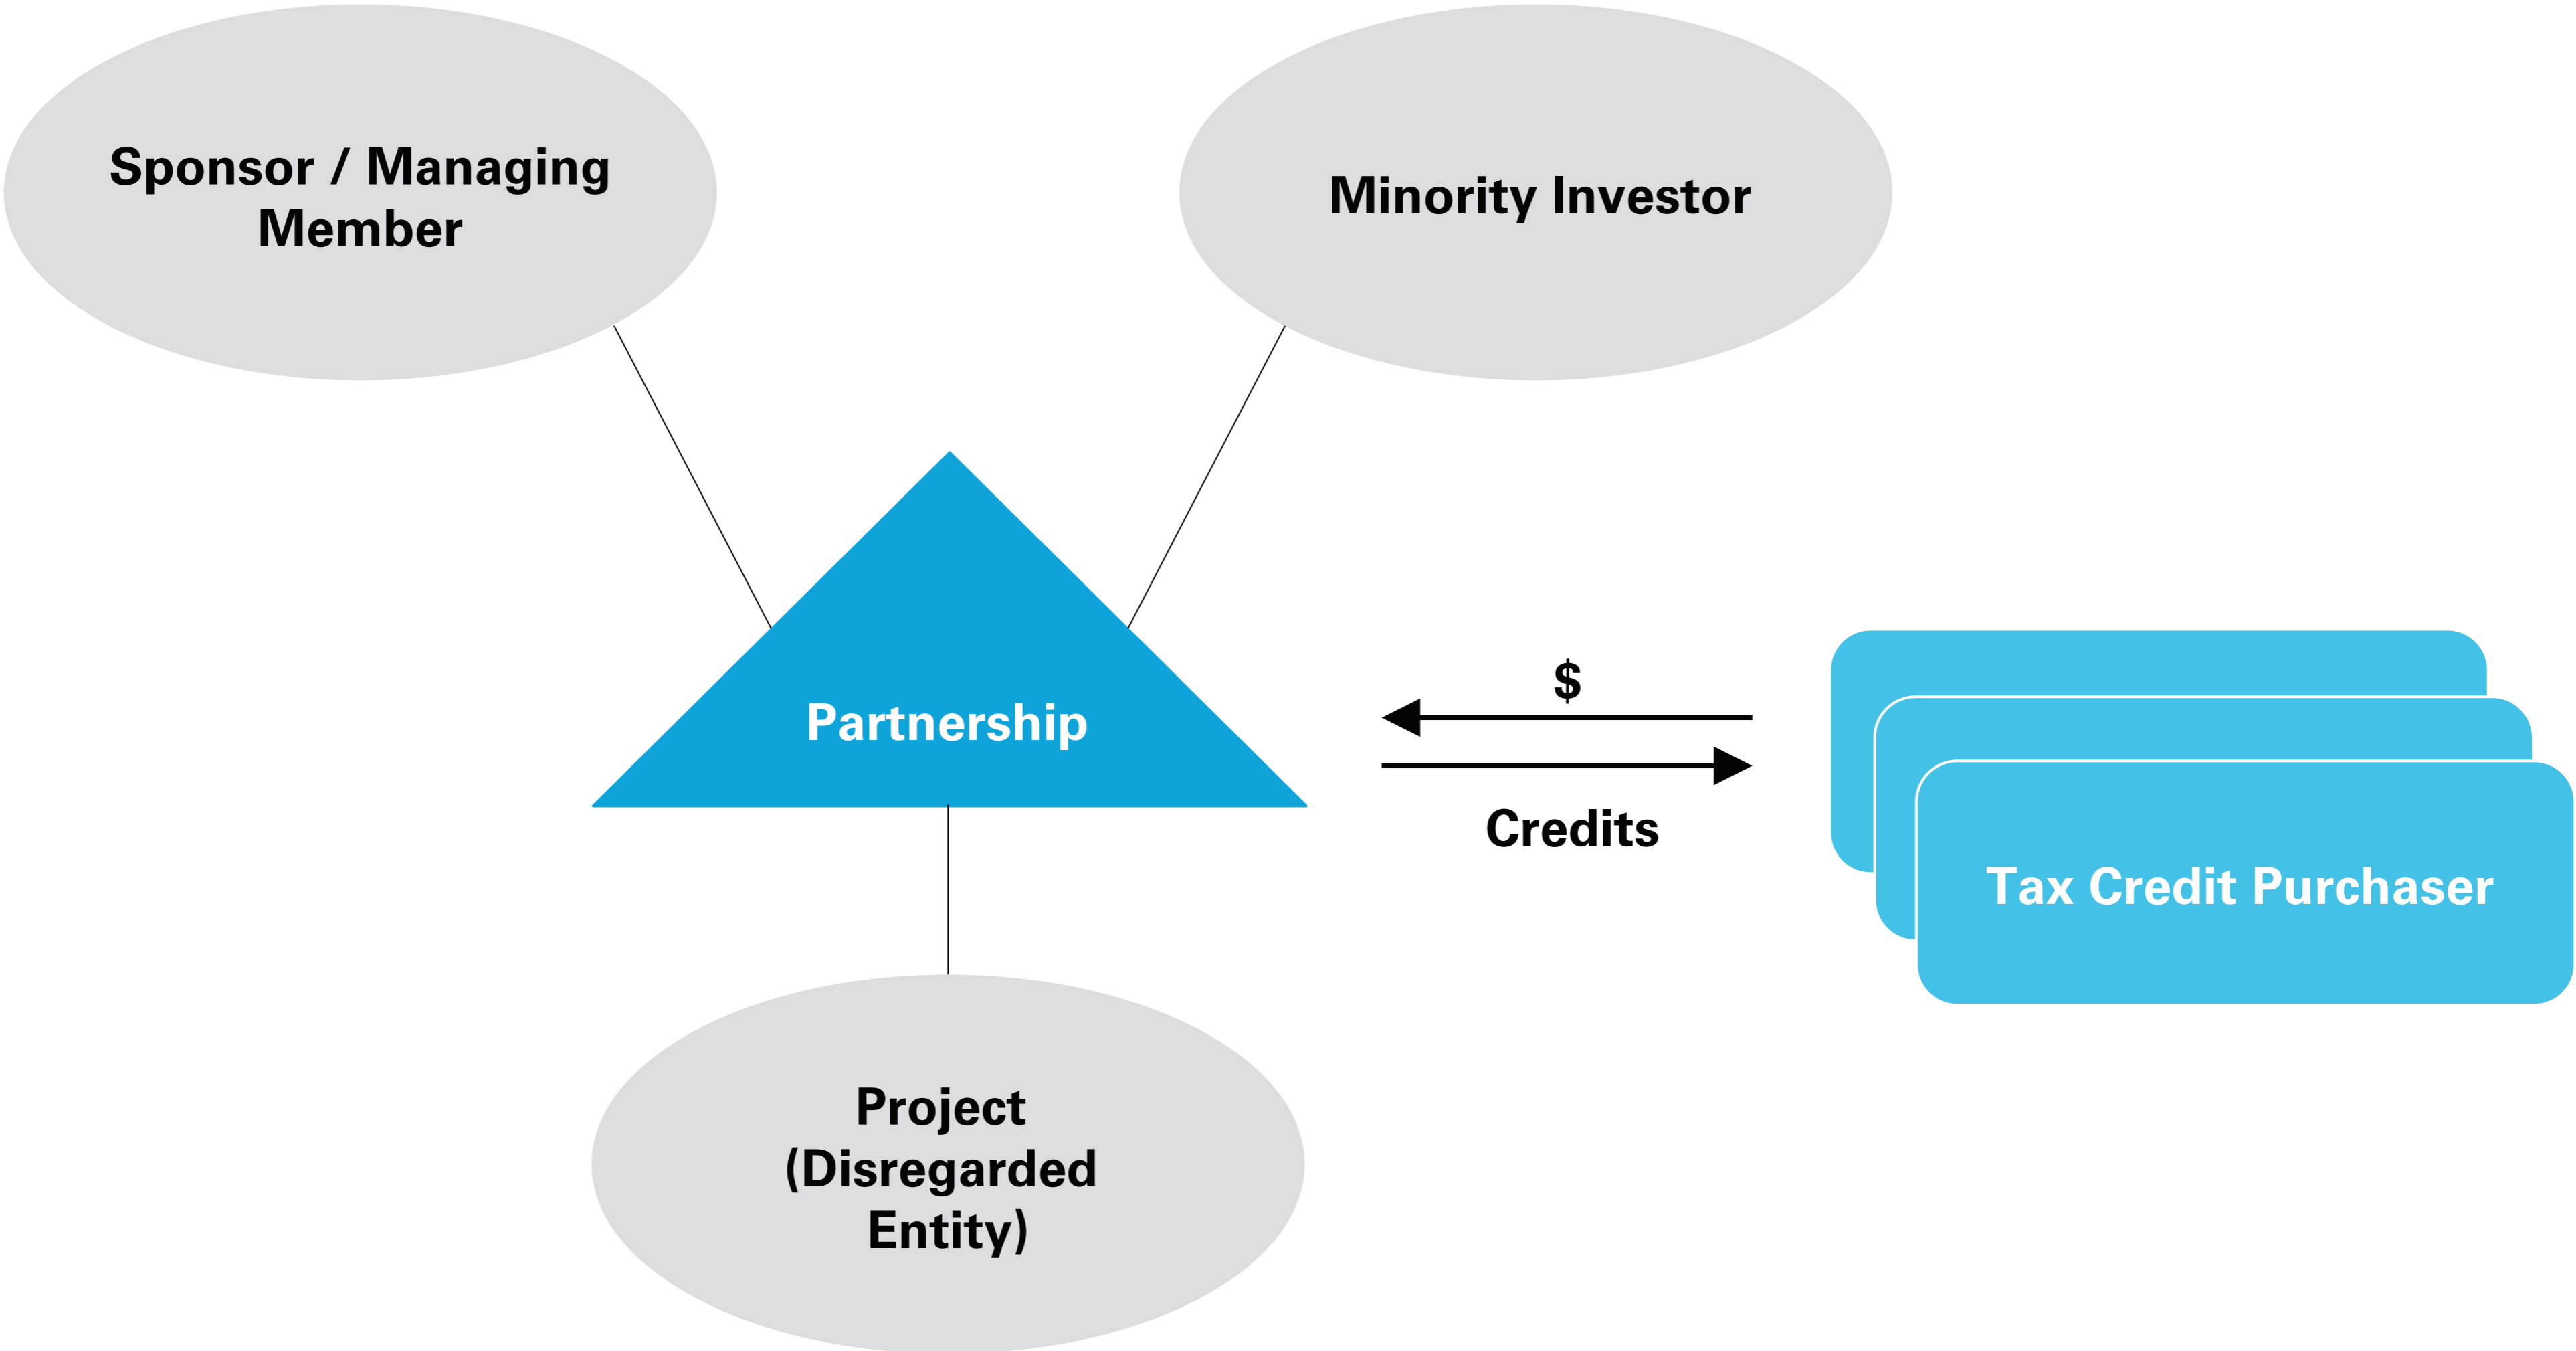 Sponsor / Managing
Member
Minority Investor
Partnership
$
Credits
Tax Credit Purchaser
Project
(Disregarded
Entity)